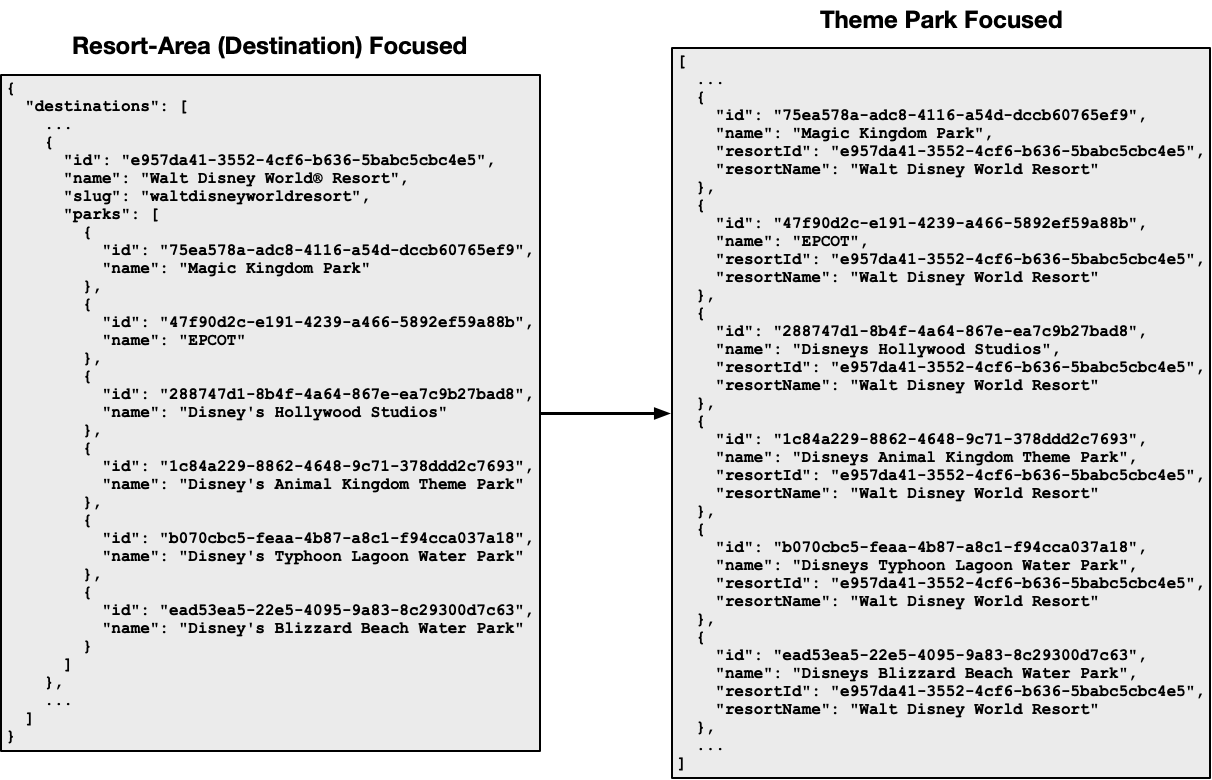 Resort-Area (Destination) Focused
{
"destinations": [
...
{
"id": "e957da41-3552-4cf6-b636-5babc5cbc4e5",
"name": "Walt Disney World® Resort",
"slug": "waltdisneyworldresort",
"parks": [
{
"id": "75ea578a-adc8-4116-a54d-dccb60765ef9",
"name": "Magic Kingdom Park"
},
{
"id": "47f90d2c-e191-4239-a466-5892ef59a88b",
"name": "EPCOT"
},
{
"id": "288747d1-8b4f-4a64-867e-ea7c9b27bad8",
"name": "Disney's Hollywood Studios"
},
{
"id": "1c84a229-8862-4648-9c71-378ddd2c7693",
"name": "Disney's Animal Kingdom Theme Park"
},
{
"id": "b070cbc5-feaa-4b87-a8c1-f94cca037a18",
"name": "Disney's Typhoon Lagoon Water Park"
},
{
"id": "ead53ea5-22e5-4095-9a83-8c29300d7c63",
"name": "Disney's Blizzard Beach Water Park"
}
]
},
...
]
}
Theme Park Focused
[
...
{
"id": "75ea578a-adc8-4116-a54d-dccb60765ef9",
"name": "Magic Kingdom Park",
"resortId": "e957da41-3552-4cf6-b636-5babc5cbc4e5",
"resortName": "Walt Disney World Resort"
},
{
"id": "47f90d2c-e191-4239-a466-5892ef59a88b",
"name": "EPCOT",
"resortId": "e957da41-3552-4cf6-b636-5babc5cbc4e5",
"resortName": "Walt Disney World Resort"
},
{
"id": "288747d1-8b4f-4a64-867e-ea7c9b27bad8",
"name": "Disneys Hollywood Studios",
"resortId": "e957da41-3552-4cf6-b636-5babc5cbc4e5",
"resortName": "Walt Disney World Resort"
},
{
"id": "1c84a229-8862-4648-9c71-378ddd2c7693",
"name": "Disneys Animal Kingdom Theme Park",
"resortId": "e957da41-3552-4cf6-b636-5babc5cbc4e5",
"resortName": "Walt Disney World Resort"
},
{
"id": "b070cbc5-feaa-4b87-a8c1-f94cca037a18",
"name": "Disneys Typhoon Lagoon Water Park",
"resortId": "e957da41-3552-4cf6-b636-5babc5cbc4e5",
"resortName": "Walt Disney World Resort"
},
{
"id": "ead53ea5-22e5-4095-9a83-8c29300d7c63",
"name": "Disneys Blizzard Beach Water Park",
"resortId": "e957da41-3552-4cf6-b636-5babc5cbc4e5",
"resortName": "Walt Disney World Resort"
},
...
]